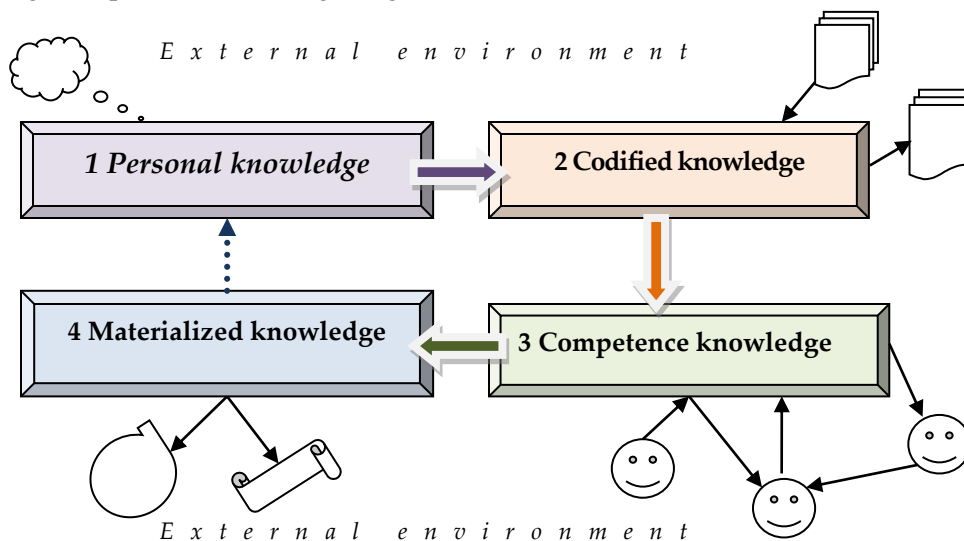 External environment
1 Personal knowledge
2 Codified knowledge
4 Materialized knowledge
3 Competence knowledge
External environment